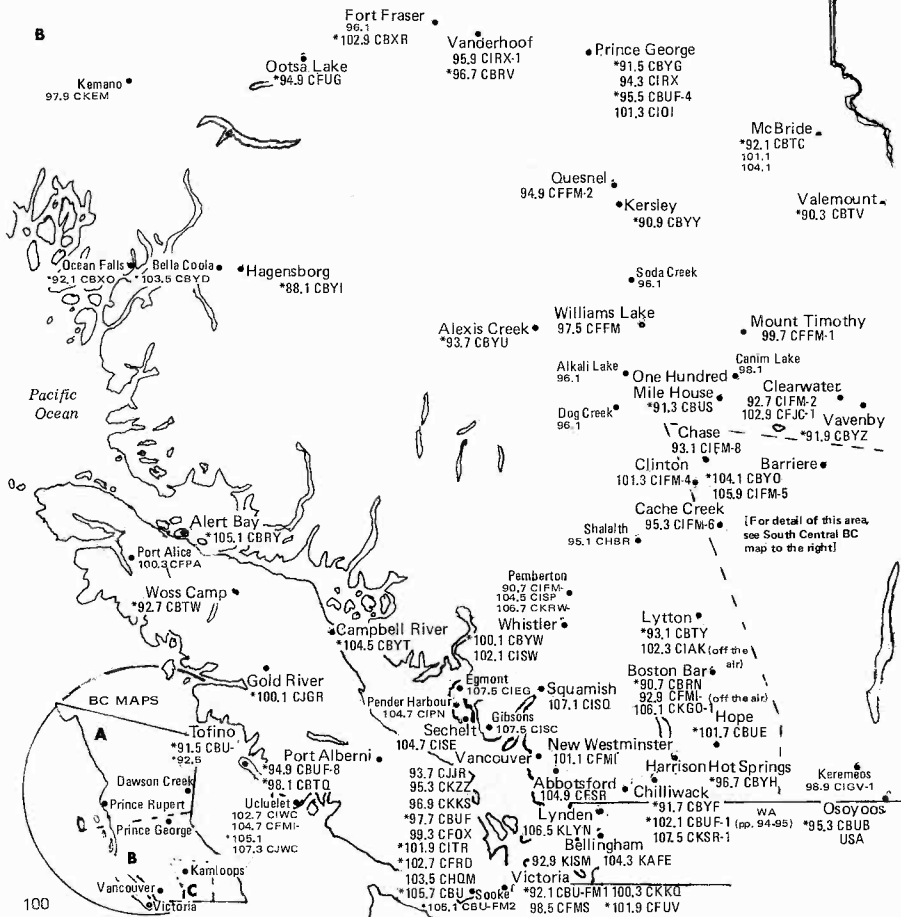 B
Fort Fraser
96.1
*102.9 CBXR
Vanderhoof
95.9 CIRX-1
*96.7 CBRV
Ootsa Lake
*94.9 CFUG
Kemano
97.9 CKEM
Prince George
*91.5 CBYG
94.3 CIRX
*95.5 CBUF-4
101.3 CIOI
McBride
*92.1 CBTC
101.1
104.1
Quesnel
94.9 CFFM-2
Kersley
*90.9 CBYY
Valemount
*90.3 CBTV
Ocean Falls
*92.1 CBXO
Bella Coola
*103.5 CBYD
Hagensborg
*88.1 CBYI
Soda Creek
96.1
Williams Lake
97.5 CFFM
Alexis Creek
*93.7 CBYU
Mount Timothy
99.7 CFFM-1
Pacific
Ocean
Alkali Lake
96.1
Canim Lake
98.1
One Hundred
Mile House
*91.3 CBUS
Clearwater
92.7 CIFM-2
102.9 CFJC-1
Dog Creek
96.1
Vavenby
*91.9 CBYZ
Chase
93.1 CIFM-8
Clinton
101.3 CIFM-4
Barriere
*104.1 CBYO
105.9 CIFM-5
Cache Creek
95.3 CIFM-6
[For detail of this area,
see South Central BC
map to the right]
Shalalth
95.1 CHBR
Alert Bay
*105.1 CBRY
Port Alice
100.3 CFPA
Woss Camp
*92.7 CBTW
Pemberton
90.7 CIFM-
104.5 CISP
106.7 CKRW-
Whistler
*100.1 CBYW
102.1 CISW
Lytton
*93.1 CBTY
102.3 CIAK (off the
air)
Campbell River
*104.5 CBYT
Boston Bar
*90.7 CBRN
92.9 CFMI- (off the air)
106.1 CKGO-1
Gold River
*100.1 CJGR
Egmont
107.5 CIEG
Squamish
107.1 CISQ
Pender Harbour
104.7 CIPN
Gibsons
107.5 CISC
Sechelt
104.7 CISE
Hope
*101.7 CBUE
BC MAPS
A
Dawson Creek
Prince Rupert
Prince George
B
Kamloops
Vancouver
C
Victoria
Tofino
*91.5 CBU-
*92.5
Port Alberni
*94.9 CBUF-8
*98.1 CBTQ
Ucluelet
102.7 CIWC
104.7 CFMI-
*105.1
107.3 CJWC
Vancouver
93.7 CJJR
95.3 CKZZ
96.9 CKKS
*97.7 CBUF
99.3 CFOX
*101.9 CITR
*102.7 CFRD
103.5 CHQM
*105.7 CBU
New Westminster
101.1 CFMI
Abbotsford
104.9 CFSR
Harrison Hot Springs
*96.7 CBYH
Chilliwack
*91.7 CBYF
*102.1 CBUF-1
107.5 CKSR-1
Keremeos
98.9 CIGV-1
Osoyoos
*95.3 CBUB
USA
WA
(pp. 94-95)
Lynden
106.5 KLYN
Bellingham
92.9 KISM 104.3 KAFE
Sooke
*105.1 CBU-FM2
Victoria
*92.1 CBU-FM1 100.3 CKKQ
98.5 CFMS *101.9 CFUV
100